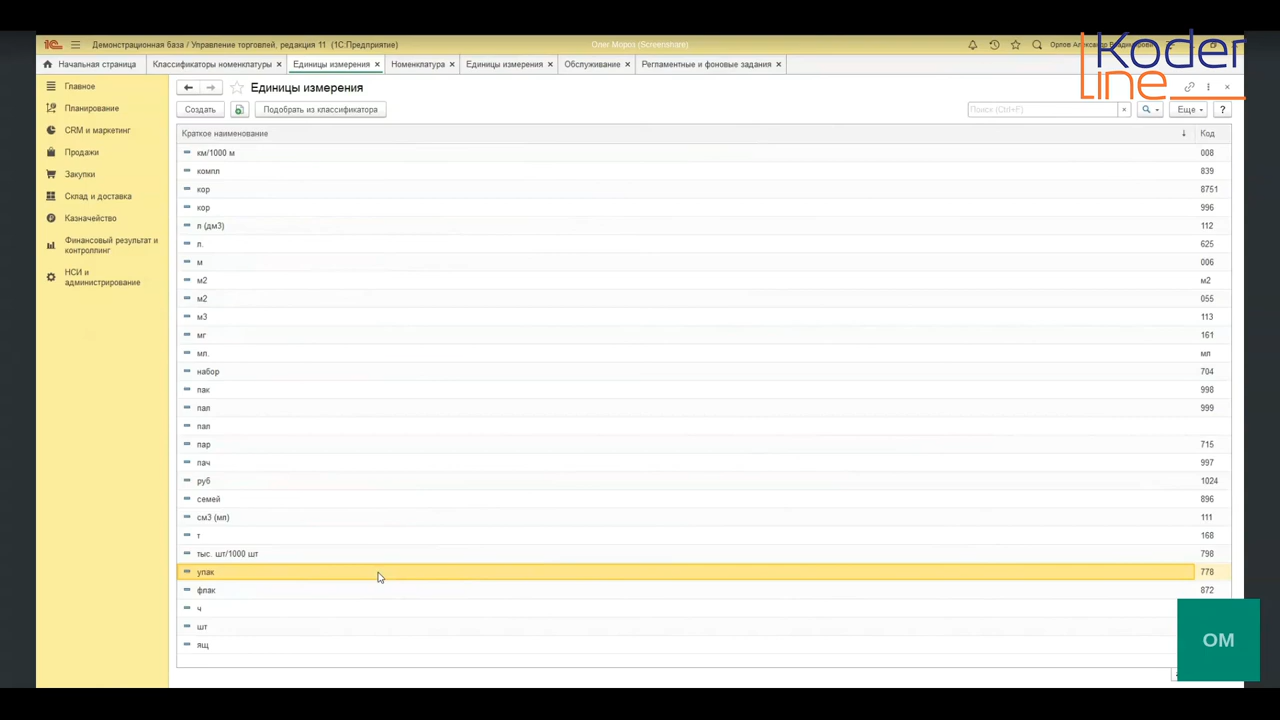 Демонстрационная база / Управление торговлей, редакция 11 (1С:Предприятие)
Олег Мороз (Screenshare)
Орлов Александр Владимирович
Koder
line
Начальная страница
Классификаторы номенклатуры ×
Единицы измерения ×
Номенклатура ×
Единицы измерения ×
Обслуживание ×
Регламентные и фоновые задания ×
Главное
Планирование
CRM и маркетинг
Продажи
Закупки
Склад и доставка
Казначейство
Финансовый результат и
контроллинг
НСИ и
администрирование
Единицы измерения
Создать
Подобрать из классификатора
Поиск (Ctrl+F)
Еще
?
Краткое наименование Код
км/1000 м 008
компл 839
кор 8751
кор 996
л (дм3) 112
л. 625
м 006
м2 м2
м2 055
м3 113
мг 161
мл. мл
набор 704
пак 998
пал 999
пал
пар 715
пач 997
руб 1024
семей 896
см3 (мл) 111
т 168
тыс. шт/1000 шт 798
упак 778
флак 872
ч
шт
ящ
ОМ